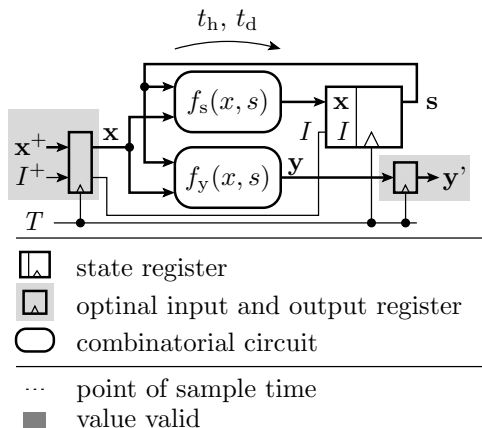 t_h, t_d
f_s(x, s)
x s
x⁺ x I I
I⁺ f_y(x, s) y y'
T
state register
optinal input and output register
combinatorial circuit
point of sample time
value valid